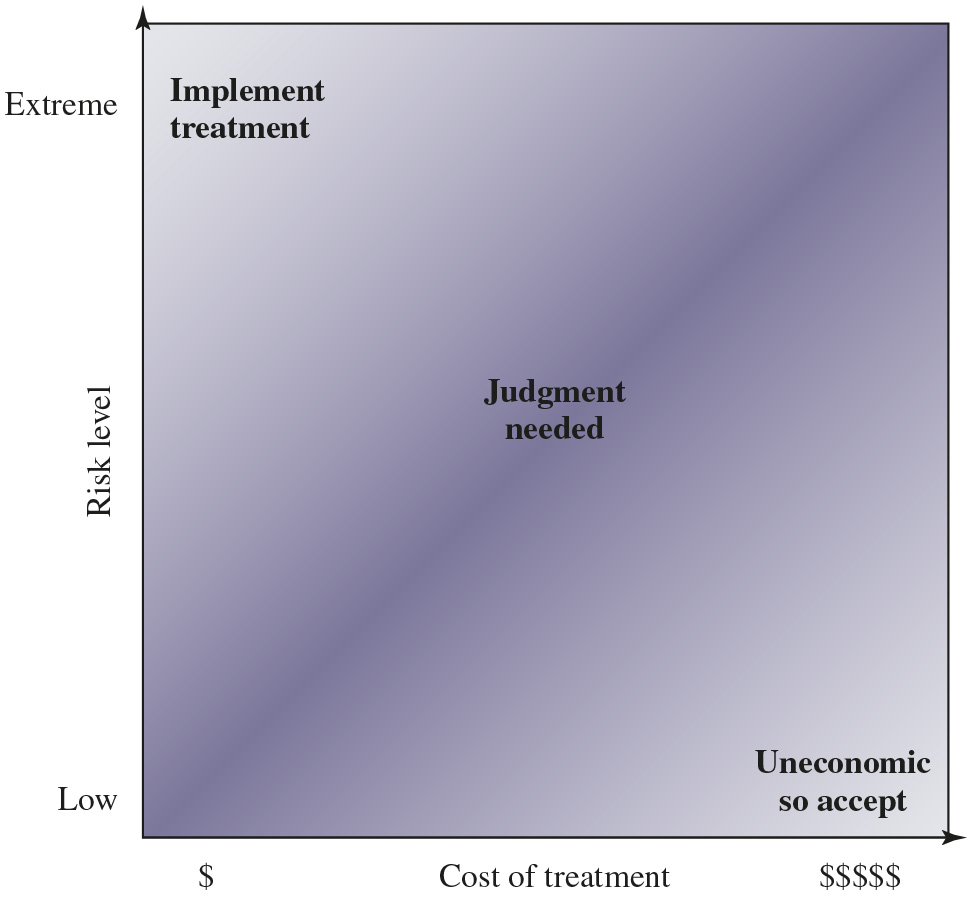 Extreme
Implement
treatment
Risk level
Judgment
needed
Uneconomic
so accept
Low
$
Cost of treatment
$$$$$